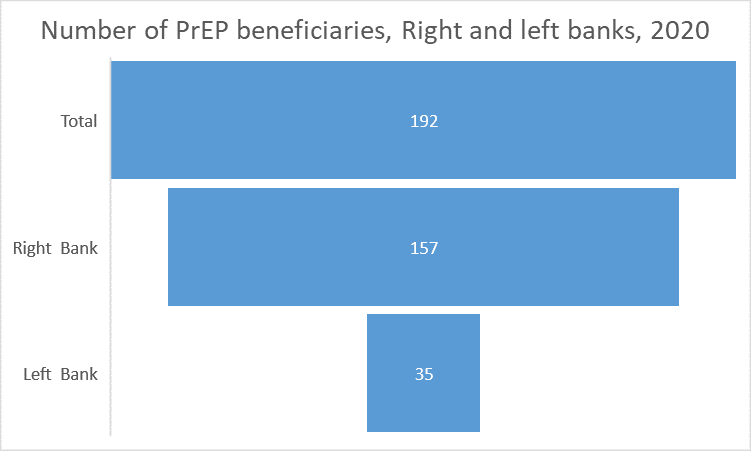 Number of PrEP beneficiaries, Right and left banks, 2020
Total
192
Right Bank
157
Left Bank
35